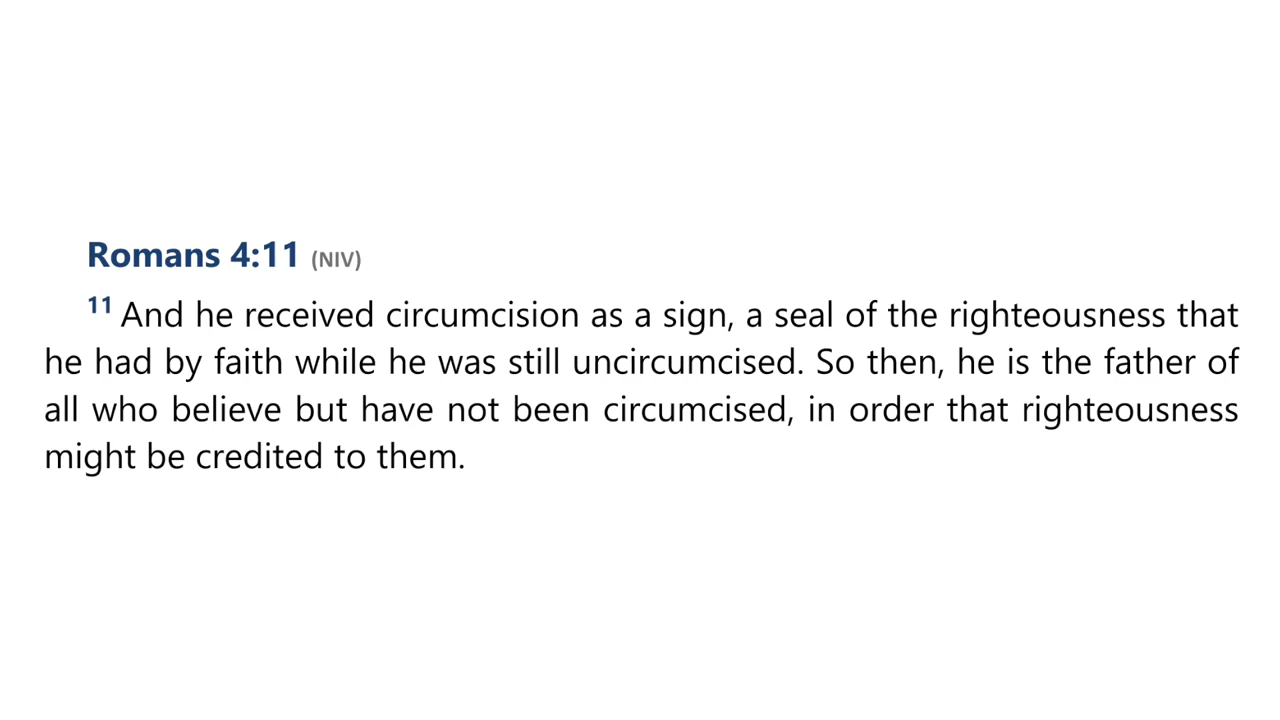 Romans 4:11 (NIV)
11 And he received circumcision as a sign, a seal of the righteousness that
he had by faith while he was still uncircumcised. So then, he is the father of
all who believe but have not been circumcised, in order that righteousness
might be credited to them.